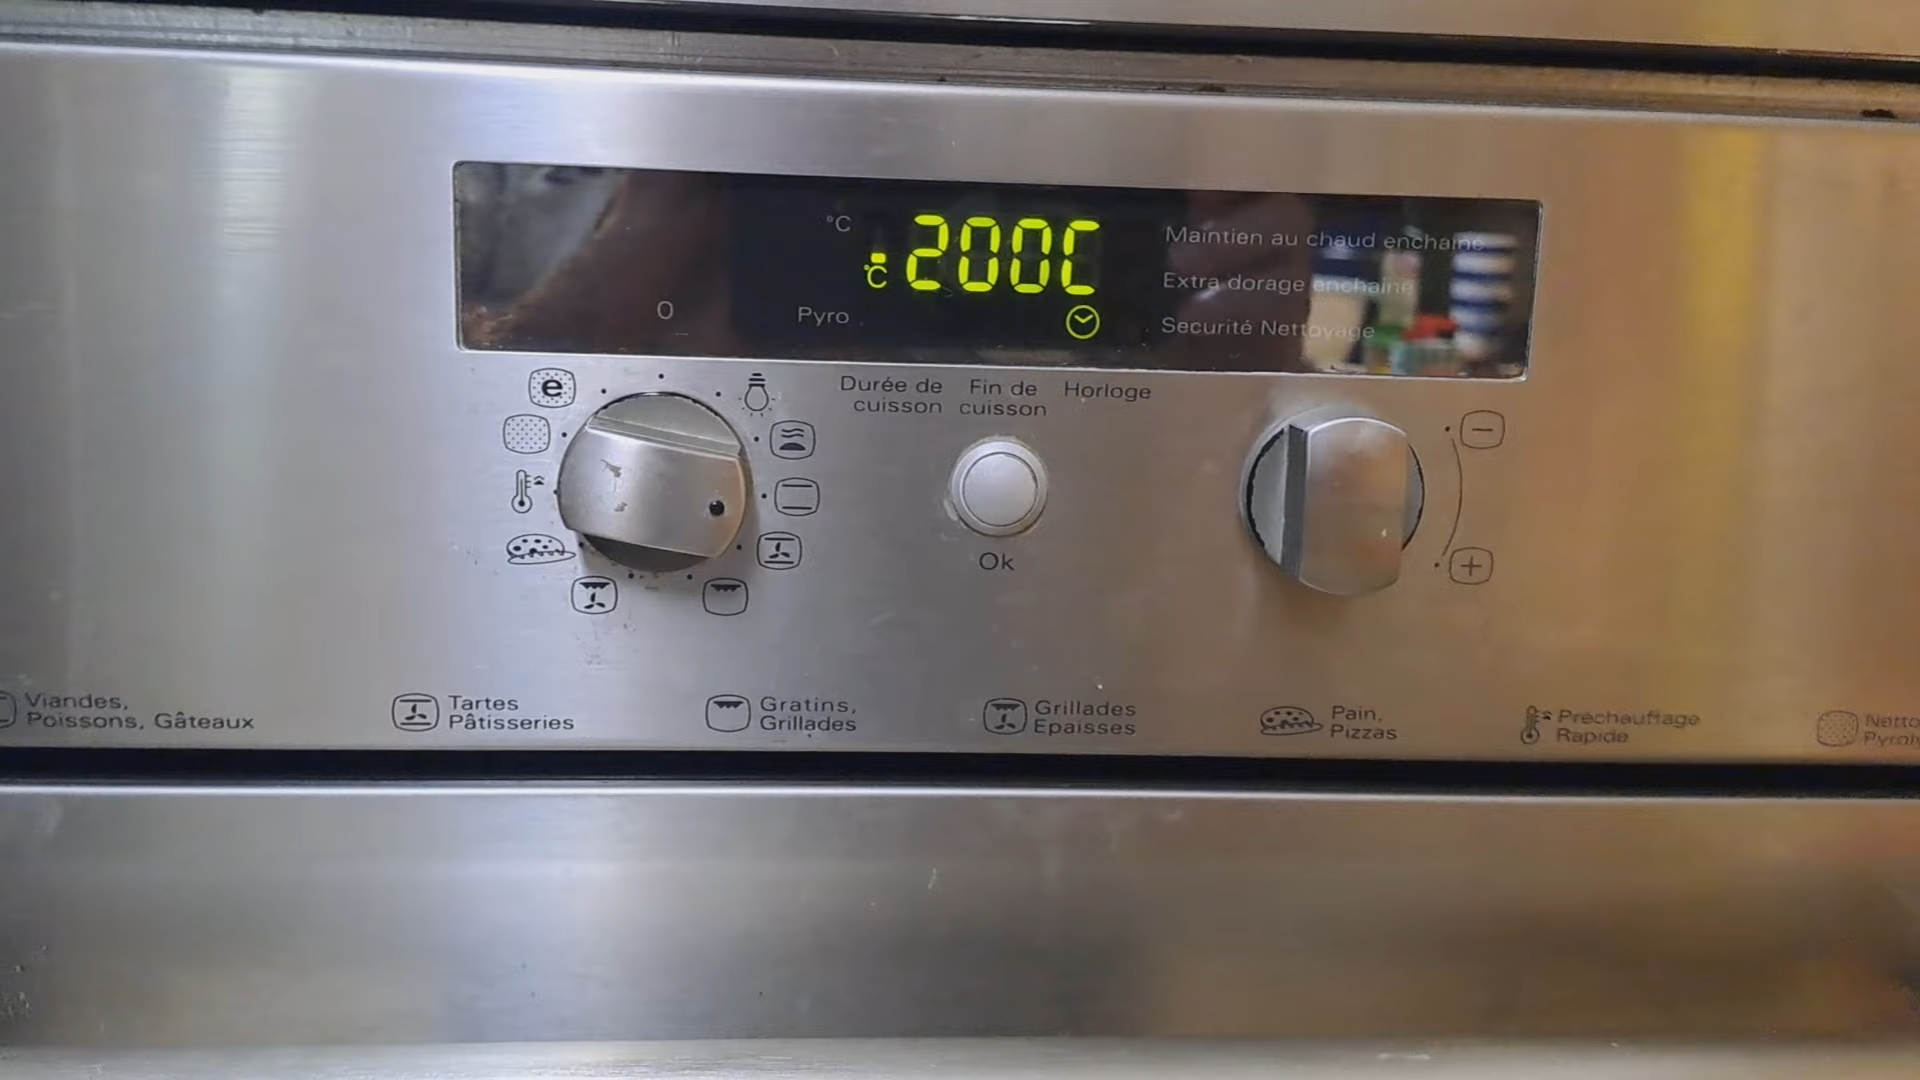 °C
°C 200C
Maintien au chaud enchaîné
Extra dorage enchaîné
0
Pyro
Securité Nettoyage
e
Durée de
cuisson
Fin de
cuisson
Horloge
Ok
−
+
Viandes,
Poissons, Gâteaux
Tartes
Pâtisseries
Gratins,
Grillades
Grillades
Epaisses
Pain,
Pizzas
Préchauffage
Rapide